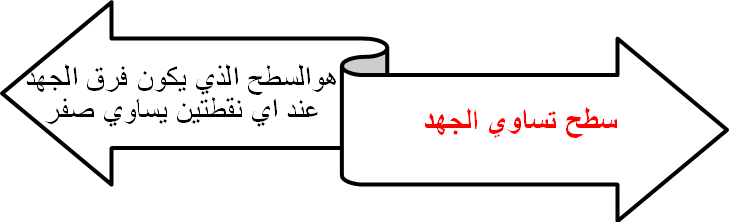 سطح تساوي الجهد
هوالسطح الذي يكون فرق الجهد
عند اي نقطتين يساوي صفر